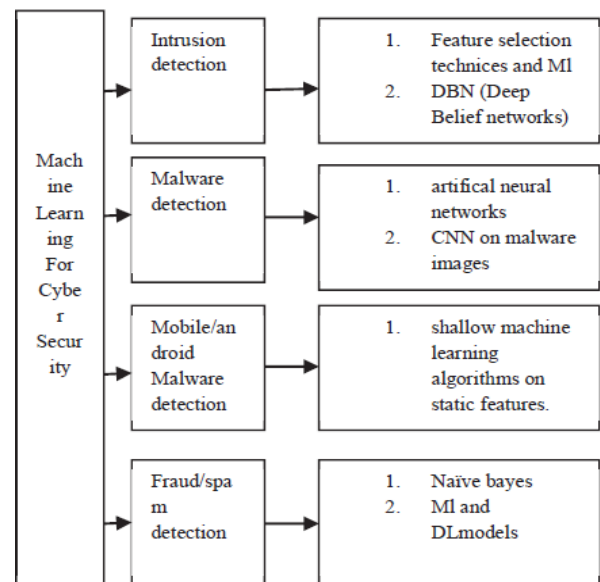 Mach
ine
Learn
ing
For
Cybe
r
Secur
ity
Intrusion
detection
1. Feature selection
technices and Ml
2. DBN (Deep
Belief networks)
Malware
detection
1. artifical neural
networks
2. CNN on malware
images
Mobile/an
droid
Malware
detection
1. shallow machine
learning
algorithms on
static features.
Fraud/spa
m
detection
1. Naïve bayes
2. Ml and
DLmodels